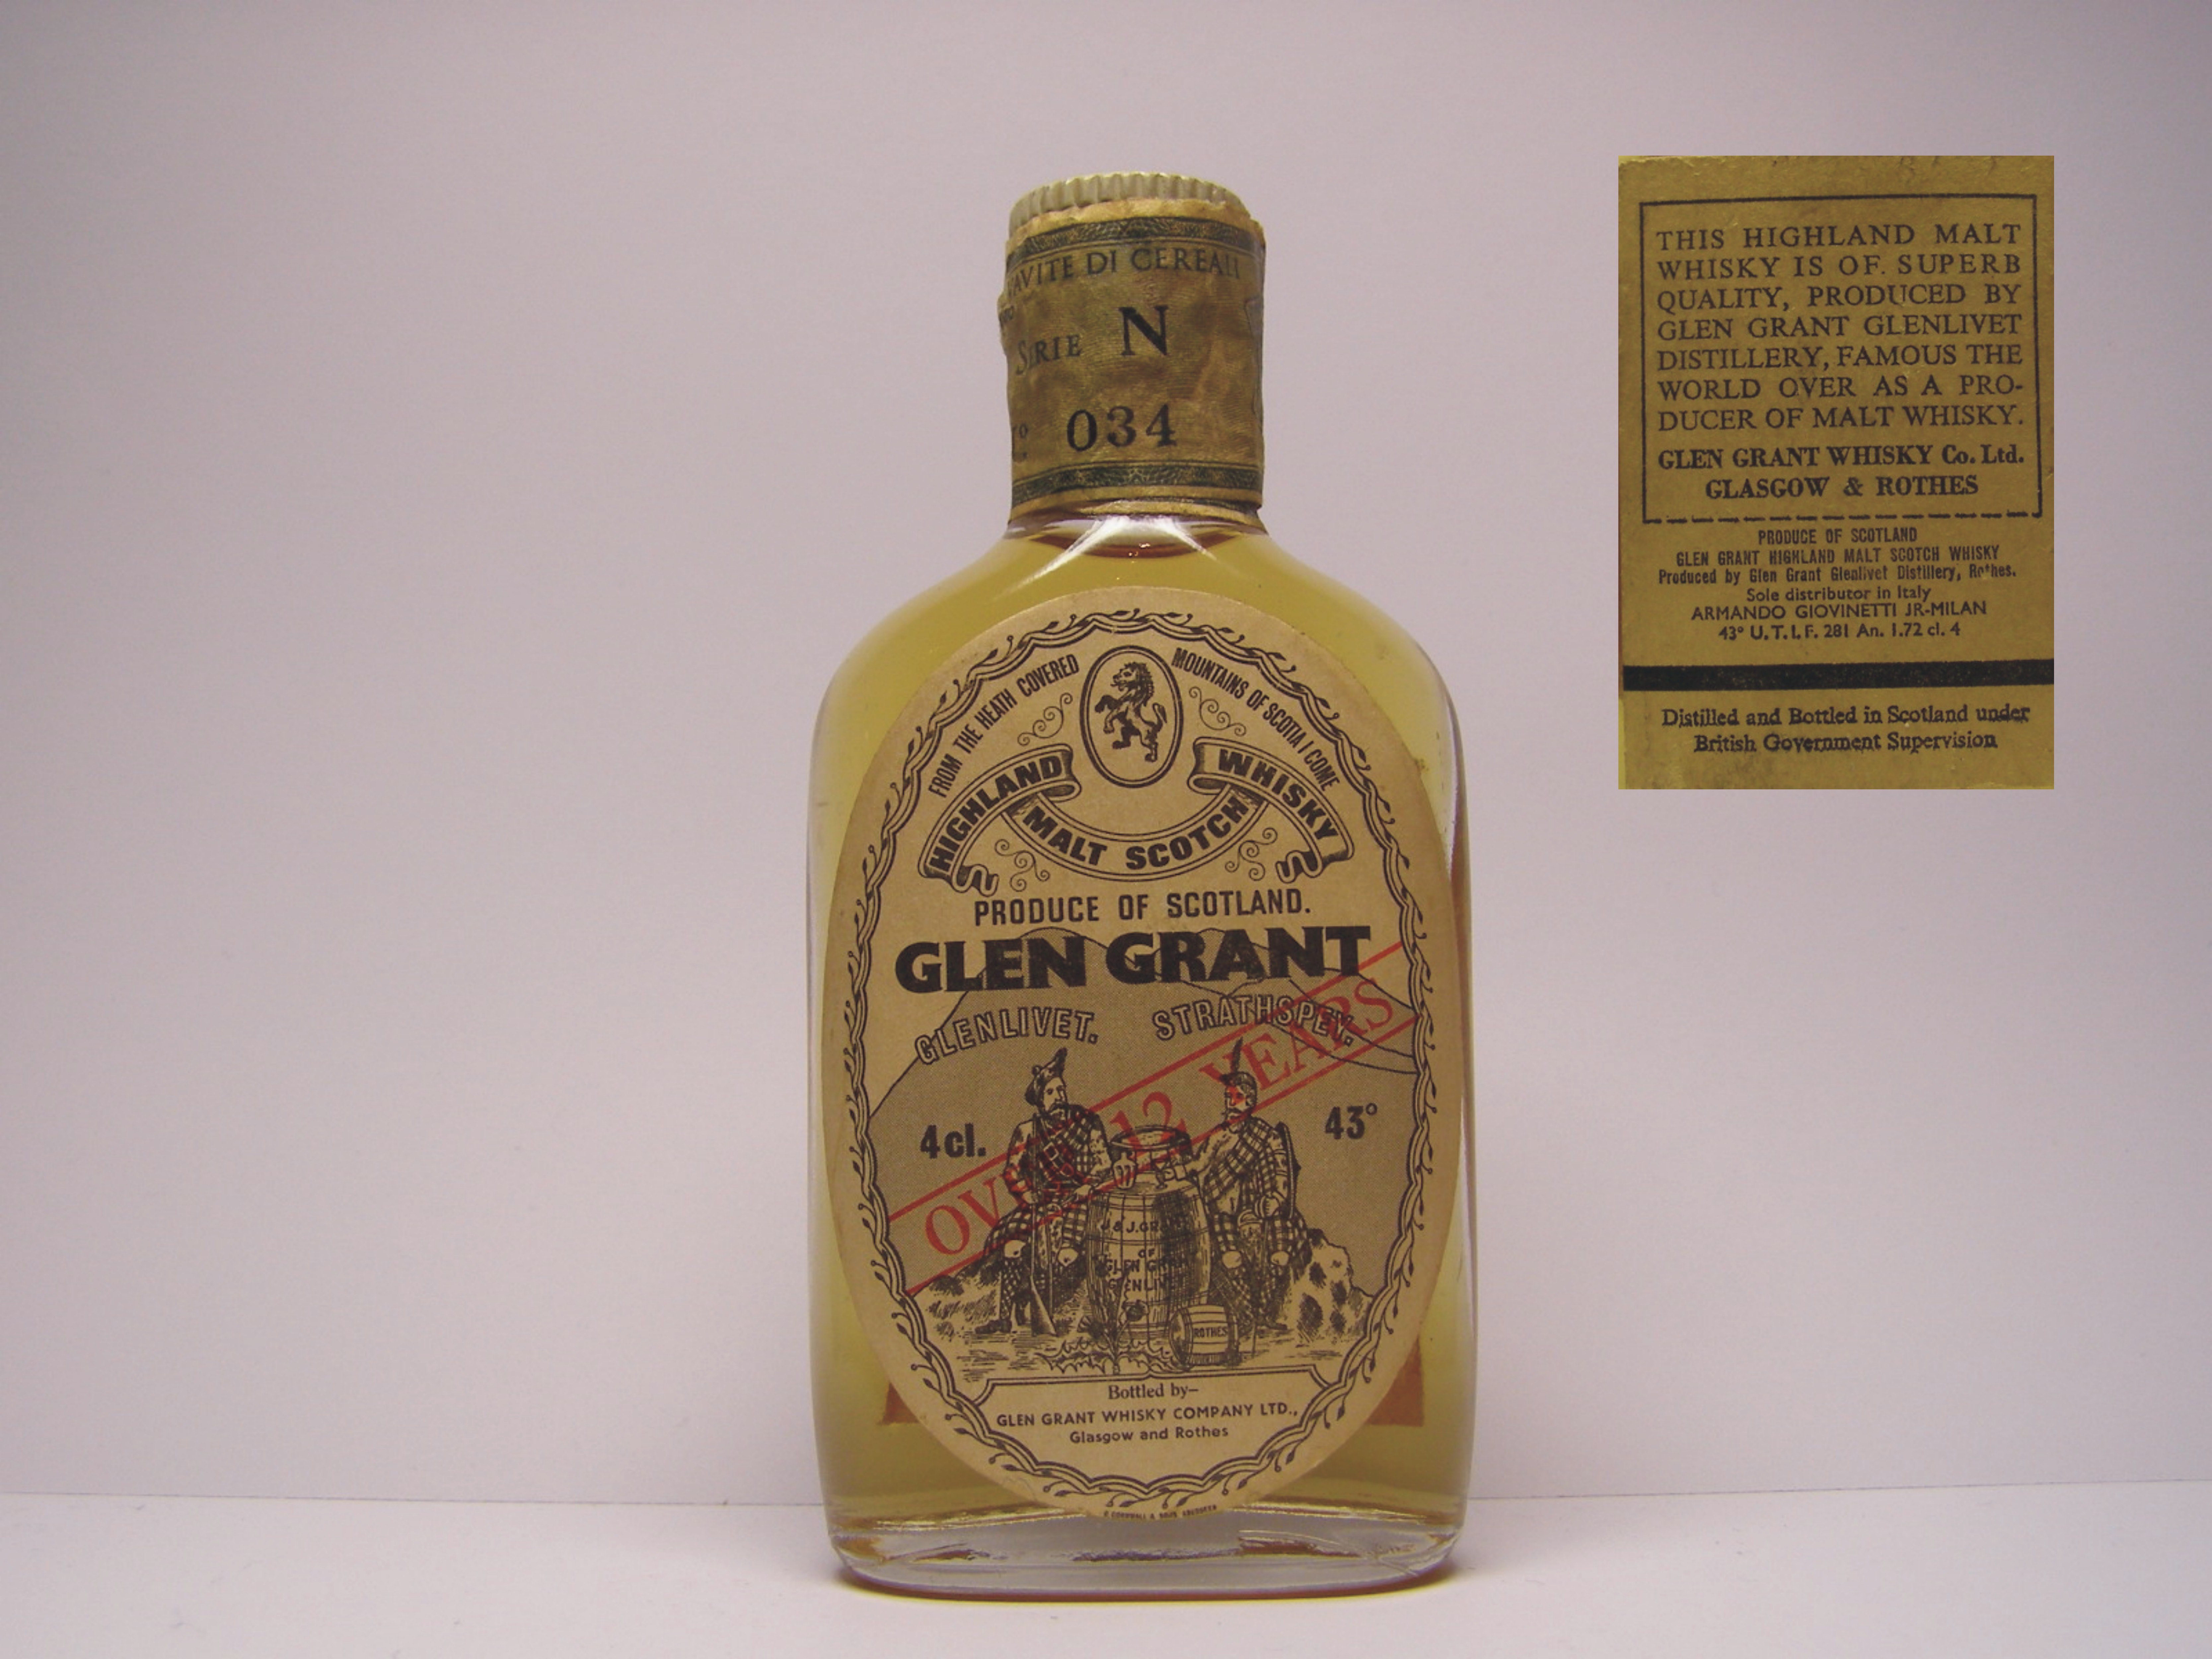 AVITE DI CEREALI
SERIE N
034
FROM THE HEATH COVERED MOUNTAINS OF SCOTIA I COME
HIGHLAND MALT SCOTCH WHISKY
PRODUCE OF SCOTLAND.
GLEN GRANT
GLENLIVET. STRATHSPEY.
OVER 12 YEARS
4cl. 43°
J & J. GRANT
OF
GLEN GRANT
GLENLIVET
ROTHES
Bottled by-
GLEN GRANT WHISKY COMPANY LTD.,
Glasgow and Rothes
THIS HIGHLAND MALT
WHISKY IS OF. SUPERB
QUALITY, PRODUCED BY
GLEN GRANT GLENLIVET
DISTILLERY, FAMOUS THE
WORLD OVER AS A PRO-
DUCER OF MALT WHISKY.
GLEN GRANT WHISKY Co. Ltd.
GLASGOW & ROTHES
PRODUCE OF SCOTLAND
GLEN GRANT HIGHLAND MALT SCOTCH WHISKY
Produced by Glen Grant Glenlivet Distillery, Rothes.
Sole distributor in Italy
ARMANDO GIOVINETTI JR-MILAN
43° U.T.I.F. 281 An. 1.72 cl. 4
Distilled and Bottled in Scotland under
British Government Supervision